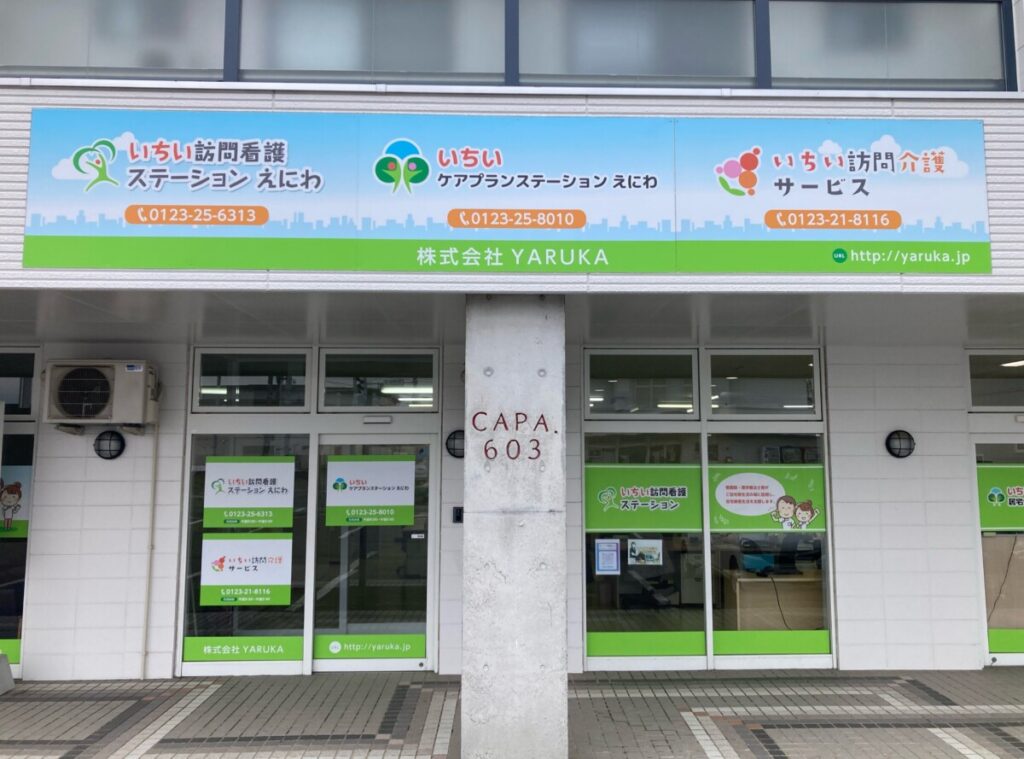 いちい訪問看護
ステーション えにわ
0123-25-6313
いちい
ケアプランステーション えにわ
0123-25-8010
いちい訪問介護
サービス
0123-21-8116
株式会社 YARUKA
URL http://yaruka.jp
CAPA.
603
いちい訪問看護
ステーション えにわ
0123-25-6313
いちい
ケアプランステーション えにわ
0123-25-8010
いちい訪問介護
サービス
0123-21-8116
株式会社 YARUKA
http://yaruka.jp
いちい訪問看護
ステーション
いち
居宅